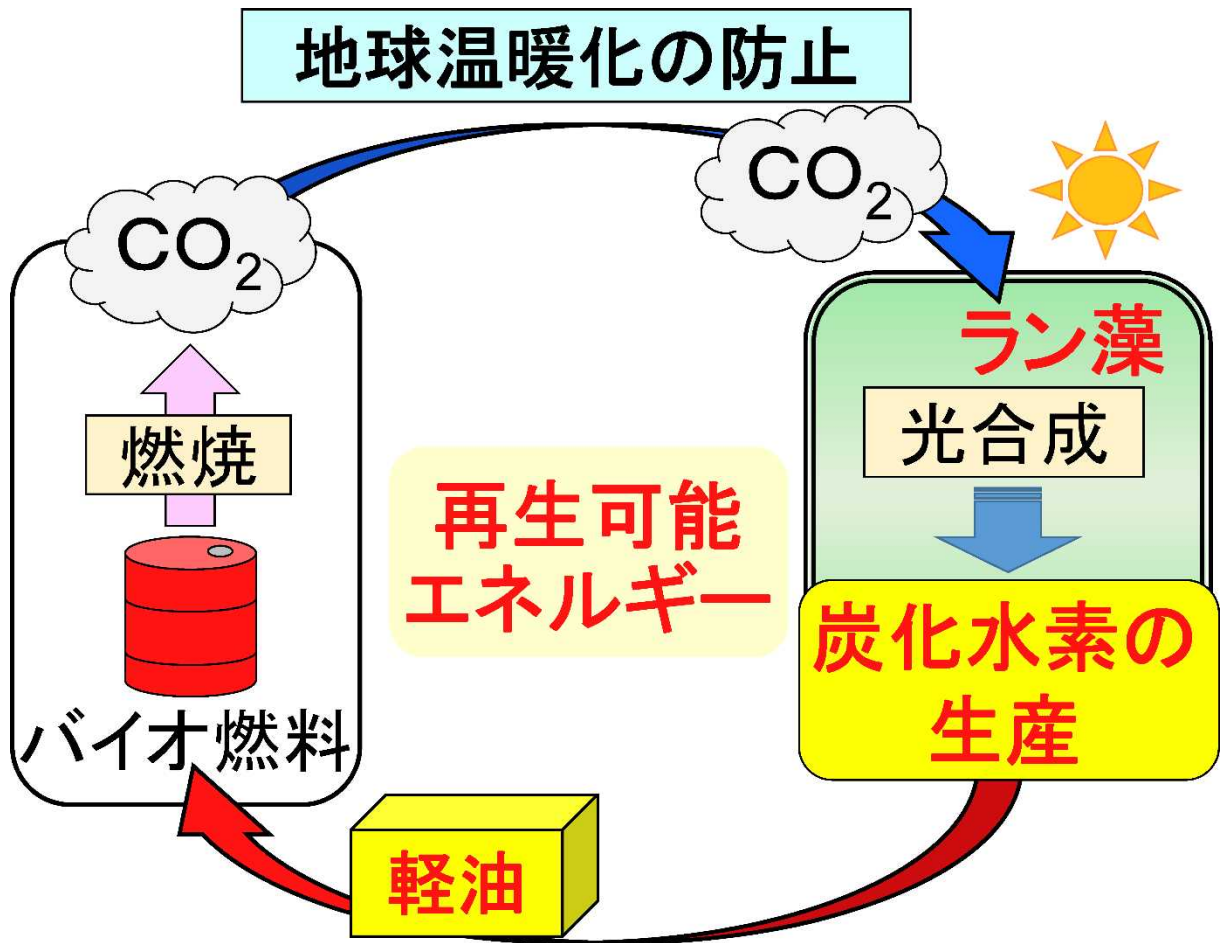 地球温暖化の防止
CO₂
CO₂
ラン藻
光合成
燃焼
再生可能
エネルギー
炭化水素の
生産
バイオ燃料
軽油